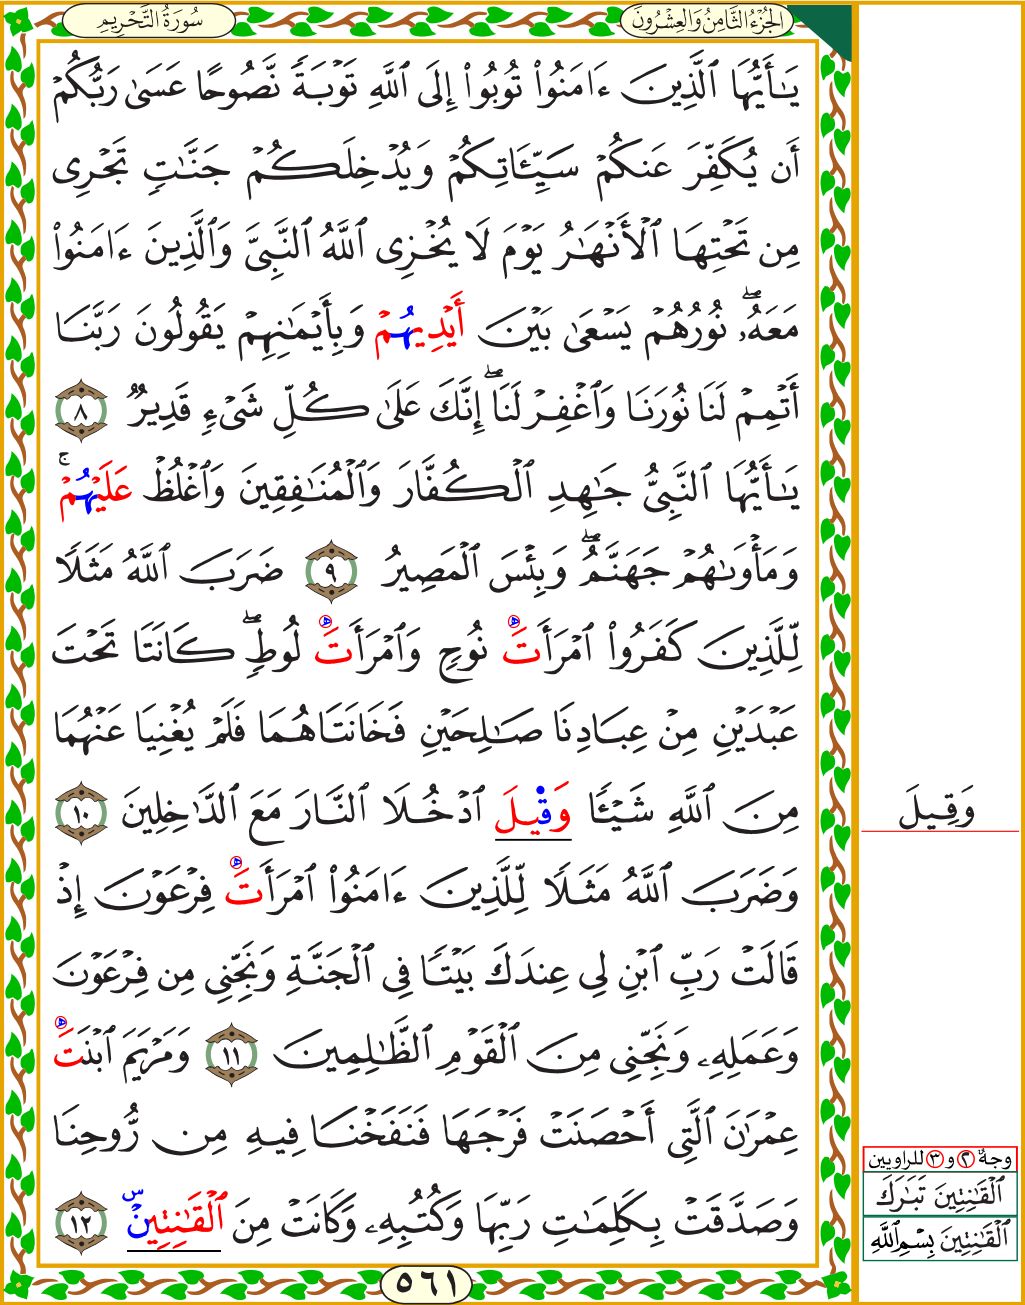 الجُزْءُ الثَّامِنُ وَالعِشْرُونَ
سُورَةُ التَّحْرِيمِ
يَـٰٓأَيُّهَا ٱلَّذِينَ ءَامَنُوا۟ تُوبُوٓا۟ إِلَى ٱللَّهِ تَوْبَةً نَّصُوحًا عَسَىٰ رَبُّكُمْ
أَن يُكَفِّرَ عَنكُمْ سَيِّـَٔاتِكُمْ وَيُدْخِلَكُمْ جَنَّـٰتٍ تَجْرِى
مِن تَحْتِهَا ٱلْأَنْهَـٰرُ يَوْمَ لَا يُخْزِى ٱللَّهُ ٱلنَّبِىَّ وَٱلَّذِينَ ءَامَنُوا۟
مَعَهُۥۖ نُورُهُمْ يَسْعَىٰ بَيْنَ أَيْدِيهُمْ وَبِأَيْمَـٰنِهِمْ يَقُولُونَ رَبَّنَا
أَتْمِمْ لَنَا نُورَنَا وَٱغْفِرْ لَنَاۖ إِنَّكَ عَلَىٰ كُلِّ شَىْءٍ قَدِيرٌ ٨
يَـٰٓأَيُّهَا ٱلنَّبِىُّ جَـٰهِدِ ٱلْكُفَّارَ وَٱلْمُنَـٰفِقِينَ وَٱغْلُظْ عَلَيْهُمْۚ
وَمَأْوَىٰهُمْ جَهَنَّمُۖ وَبِئْسَ ٱلْمَصِيرُ ٩ ضَرَبَ ٱللَّهُ مَثَلًا
لِّلَّذِينَ كَفَرُوا۟ ٱمْرَأَتَ نُوحٍ وَٱمْرَأَتَ لُوطٍۖ كَانَتَا تَحْتَ
عَبْدَيْنِ مِنْ عِبَادِنَا صَـٰلِحَيْنِ فَخَانَتَاهُمَا فَلَمْ يُغْنِيَا عَنْهُمَا
مِنَ ٱللَّهِ شَيْـًٔا وَقِيلَ ٱدْخُلَا ٱلنَّارَ مَعَ ٱلدَّٰخِلِينَ ١٠
وَقِيلَ
وَضَرَبَ ٱللَّهُ مَثَلًا لِّلَّذِينَ ءَامَنُوا۟ ٱمْرَأَتَ فِرْعَوْنَ إِذْ
قَالَتْ رَبِّ ٱبْنِ لِى عِندَكَ بَيْتًا فِى ٱلْجَنَّةِ وَنَجِّنِى مِن فِرْعَوْنَ
وَعَمَلِهِۦ وَنَجِّنِى مِنَ ٱلْقَوْمِ ٱلظَّـٰلِمِينَ ١١ وَمَرْيَمَ ٱبْنَتَ
عِمْرَٰنَ ٱلَّتِى أَحْصَنَتْ فَرْجَهَا فَنَفَخْنَا فِيهِ مِن رُّوحِنَا
وَصَدَّقَتْ بِكَلِمَـٰتِ رَبِّهَا وَكُتُبِهِۦ وَكَانَتْ مِنَ ٱلْقَـٰنِتِينَ ١٢
وجهُ ٢ و ٣ للراويين
ٱلْقَـٰنِتِينَ تَبَـٰرَكَ
ٱلْقَـٰنِتِينَ بِسْمِ ٱللَّهِ
٥٦١